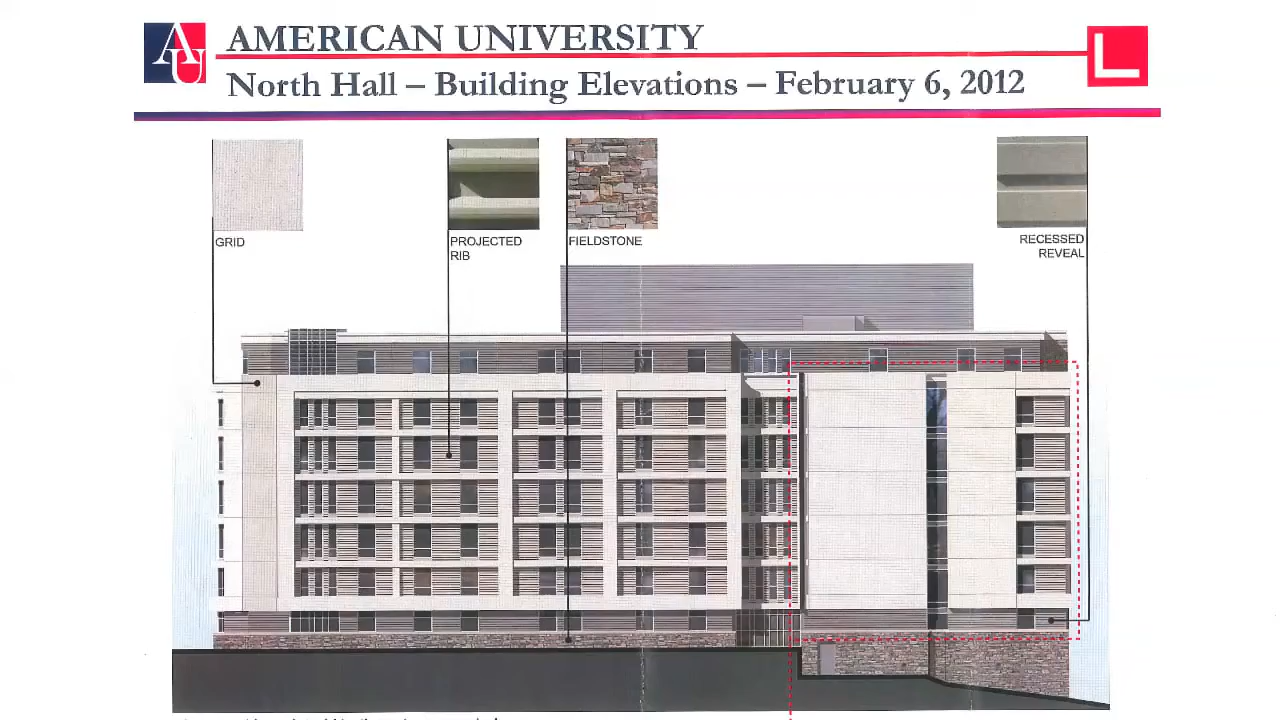 AU
AMERICAN UNIVERSITY
L
North Hall – Building Elevations – February 6, 2012
GRID
PROJECTED
RIB
FIELDSTONE
RECESSED
REVEAL